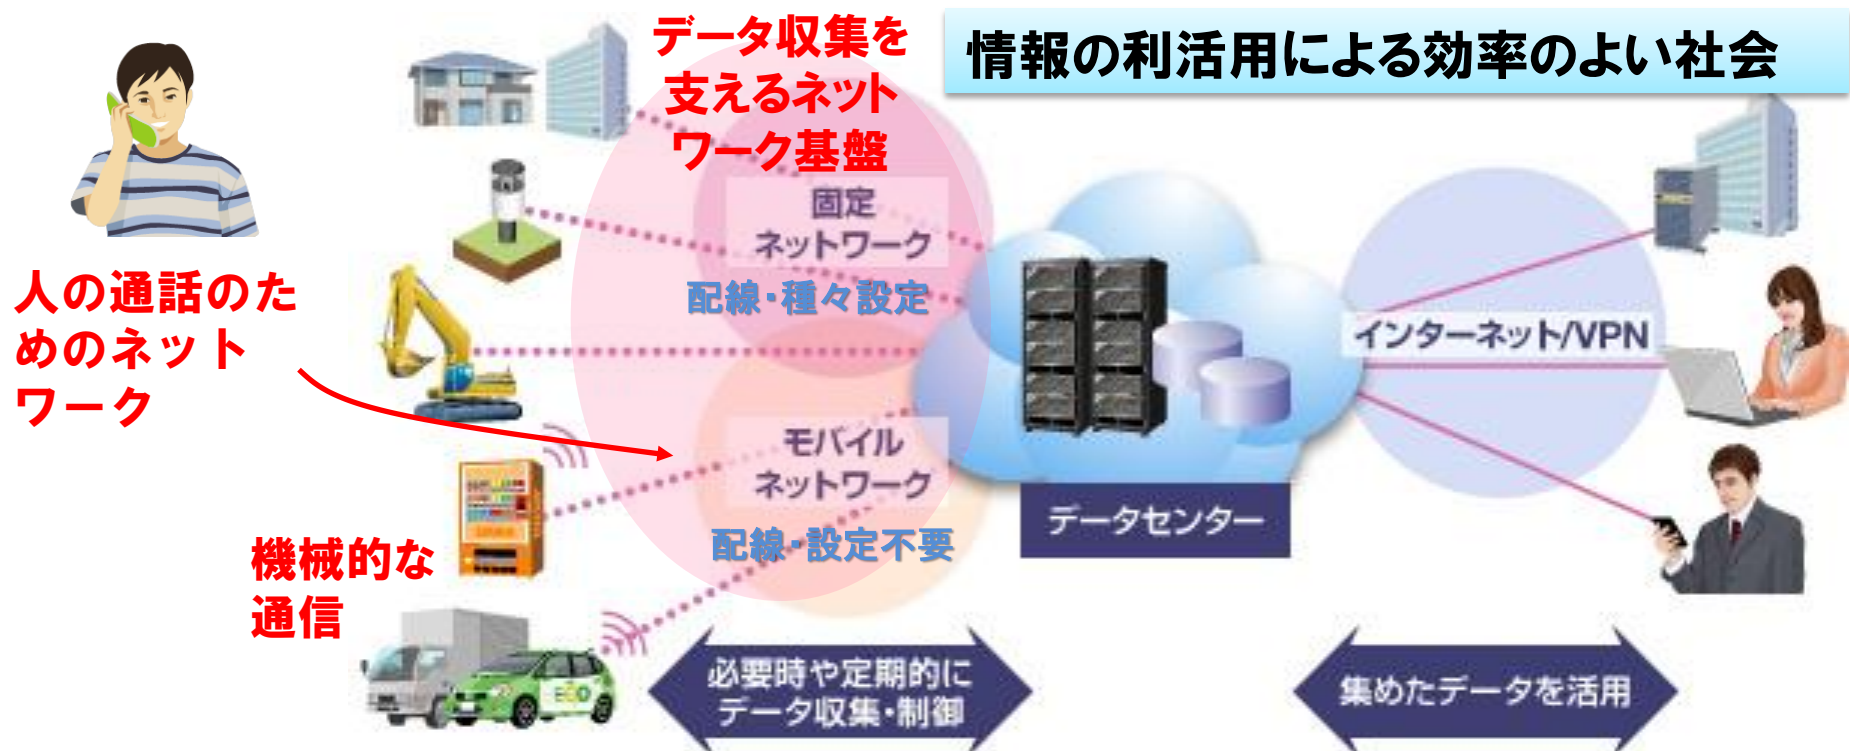 データ収集を
支えるネット
ワーク基盤
情報の利活用による効率のよい社会
固定
ネットワーク
配線・種々設定
人の通話のた
めのネット
ワーク
インターネット/VPN
モバイル
ネットワーク
配線・設定不要
データセンター
機械的な
通信
ECO
必要時や定期的に
データ収集・制御
集めたデータを活用